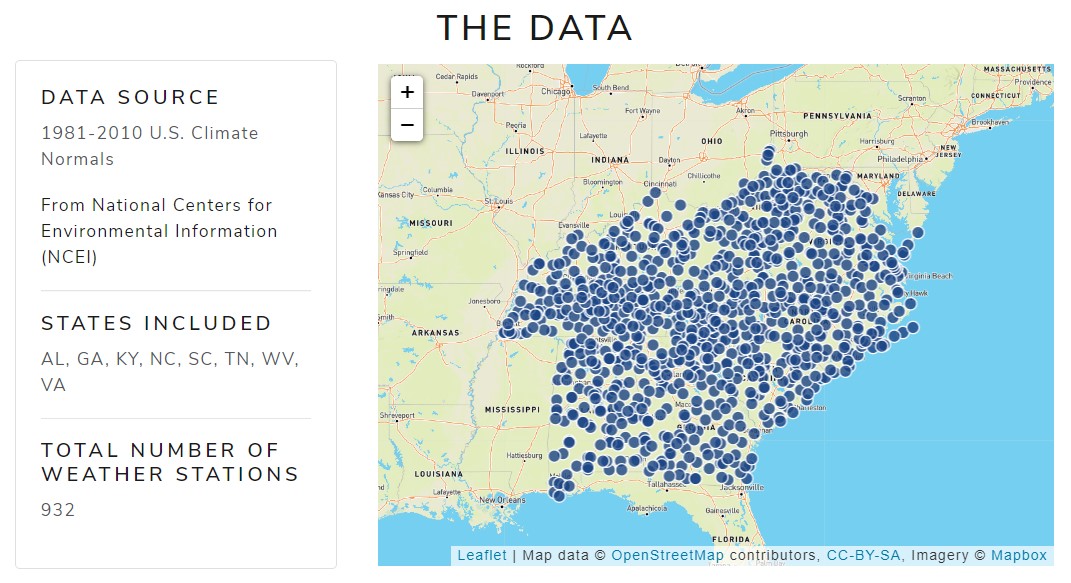 THE DATA
DATA SOURCE
1981-2010 U.S. Climate
Normals
From National Centers for
Environmental Information
(NCEI)
STATES INCLUDED
AL, GA, KY, NC, SC, TN, WV,
VA
TOTAL NUMBER OF
WEATHER STATIONS
932
+
−
Rockford
MASSACHUSETTS
Cedar Rapids
Chicago
South Bend
Providence
Davenport
CONNECTICUT
Scranton
Fort Wayne
Akron
PENNSYLVANIA
Brookhaven
Peoria
Lafayette
Pittsburgh
ILLINOIS
OHIO
Harrisburg
NEW
JERSEY
INDIANA
Dayton
Philadelphia
Chillicothe
MARYLAND
Bloomington
Cincinnati
Columbia
DELAWARE
Kansas City
St. Louis
MISSOURI
Evansville
Springfield
Virginia Beach
Jonesboro
ARKANSAS
MISSISSIPPI
Shreveport
Hattiesburg
LOUISIANA
Tallahassee
Jacksonville
Lafayette
New Orleans
Apalachicola
Gainesville
FLORIDA
Leaflet | Map data © OpenStreetMap contributors, CC-BY-SA, Imagery © Mapbox